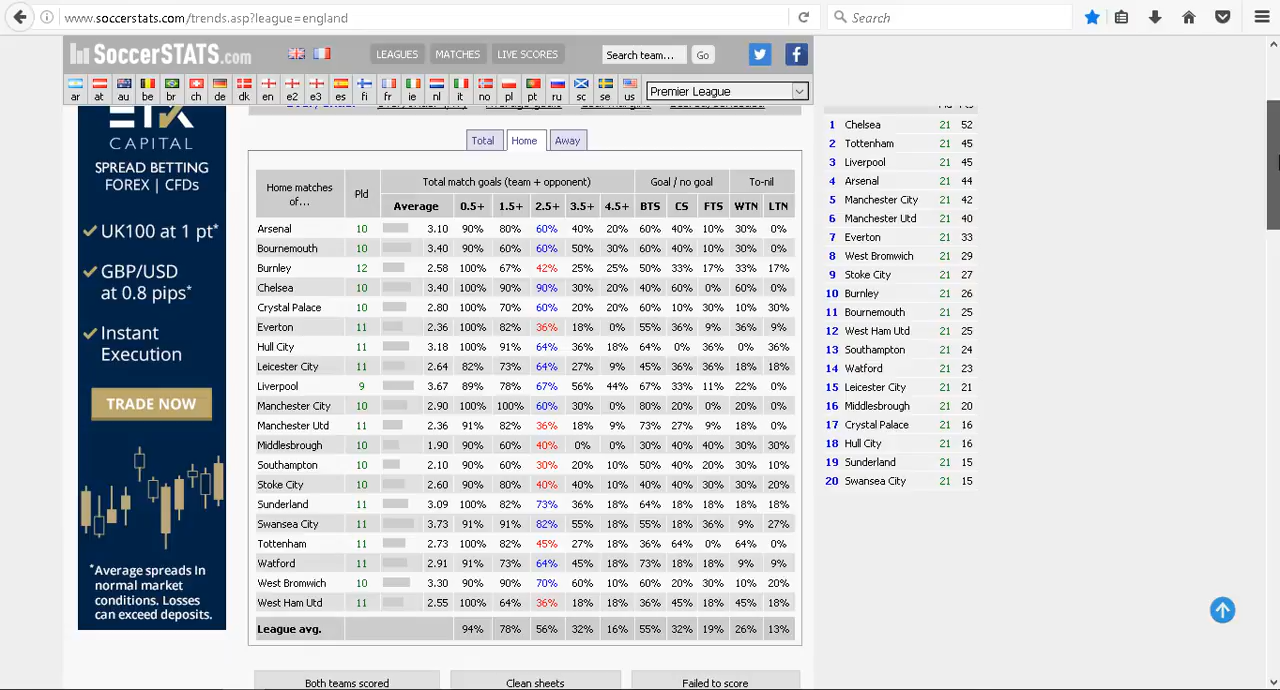 www.soccerstats.com/trends.asp?league=england
Search
SoccerSTATS.com
LEAGUES MATCHES LIVE SCORES
Search team... Go
ar at au be br ch de dk en e2 e3 es fi fr ie nl it no pl pt ru sc se us
Premier League
CAPITAL
SPREAD BETTING
FOREX | CFDs
UK100 at 1 pt*
GBP/USD
at 0.8 pips*
Instant
Execution
TRADE NOW
*Average spreads In
normal market
conditions. Losses
can exceed deposits.
Total Home Away
Home matches of... Pld Total match goals (team + opponent) Goal / no goal To-nil
Average 0.5+ 1.5+ 2.5+ 3.5+ 4.5+ BTS CS FTS WTN LTN
Arsenal 10 3.10 90% 80% 60% 40% 20% 60% 40% 10% 30% 0%
Bournemouth 10 3.40 90% 60% 60% 50% 30% 60% 40% 10% 30% 0%
Burnley 12 2.58 100% 67% 42% 25% 25% 50% 33% 17% 33% 17%
Chelsea 10 3.40 100% 90% 90% 30% 20% 40% 60% 0% 60% 0%
Crystal Palace 10 2.80 100% 70% 60% 20% 20% 60% 10% 30% 10% 30%
Everton 11 2.36 100% 82% 36% 18% 0% 55% 36% 9% 36% 9%
Hull City 11 3.18 100% 91% 64% 36% 18% 64% 0% 36% 0% 36%
Leicester City 11 2.64 82% 73% 64% 27% 9% 45% 36% 36% 18% 18%
Liverpool 9 3.67 89% 78% 67% 56% 44% 67% 33% 11% 22% 0%
Manchester City 10 2.90 100% 100% 60% 30% 0% 80% 20% 0% 20% 0%
Manchester Utd 11 2.36 91% 82% 36% 18% 9% 73% 27% 9% 18% 0%
Middlesbrough 10 1.90 90% 60% 40% 0% 0% 30% 40% 40% 30% 30%
Southampton 10 2.10 90% 60% 30% 20% 10% 50% 40% 20% 30% 10%
Stoke City 10 2.60 90% 80% 40% 40% 10% 40% 30% 40% 30% 20%
Sunderland 11 3.09 100% 82% 73% 36% 18% 64% 18% 18% 18% 18%
Swansea City 11 3.73 91% 91% 82% 55% 18% 55% 18% 36% 9% 27%
Tottenham 11 2.73 100% 82% 45% 27% 18% 36% 64% 0% 64% 0%
Watford 11 2.91 91% 73% 64% 45% 18% 73% 18% 18% 9% 9%
West Bromwich 10 3.30 90% 90% 70% 60% 10% 60% 20% 30% 10% 20%
West Ham Utd 11 2.55 100% 64% 36% 18% 18% 36% 45% 18% 45% 18%
League avg. 94% 78% 56% 32% 16% 55% 32% 19% 26% 13%
Both teams scored Clean sheets Failed to score
1 Chelsea 21 52
2 Tottenham 21 45
3 Liverpool 21 45
4 Arsenal 21 44
5 Manchester City 21 42
6 Manchester Utd 21 40
7 Everton 21 33
8 West Bromwich 21 29
9 Stoke City 21 27
10 Burnley 21 26
11 Bournemouth 21 25
12 West Ham Utd 21 25
13 Southampton 21 24
14 Watford 21 23
15 Leicester City 21 21
16 Middlesbrough 21 20
17 Crystal Palace 21 16
18 Hull City 21 16
19 Sunderland 21 15
20 Swansea City 21 15